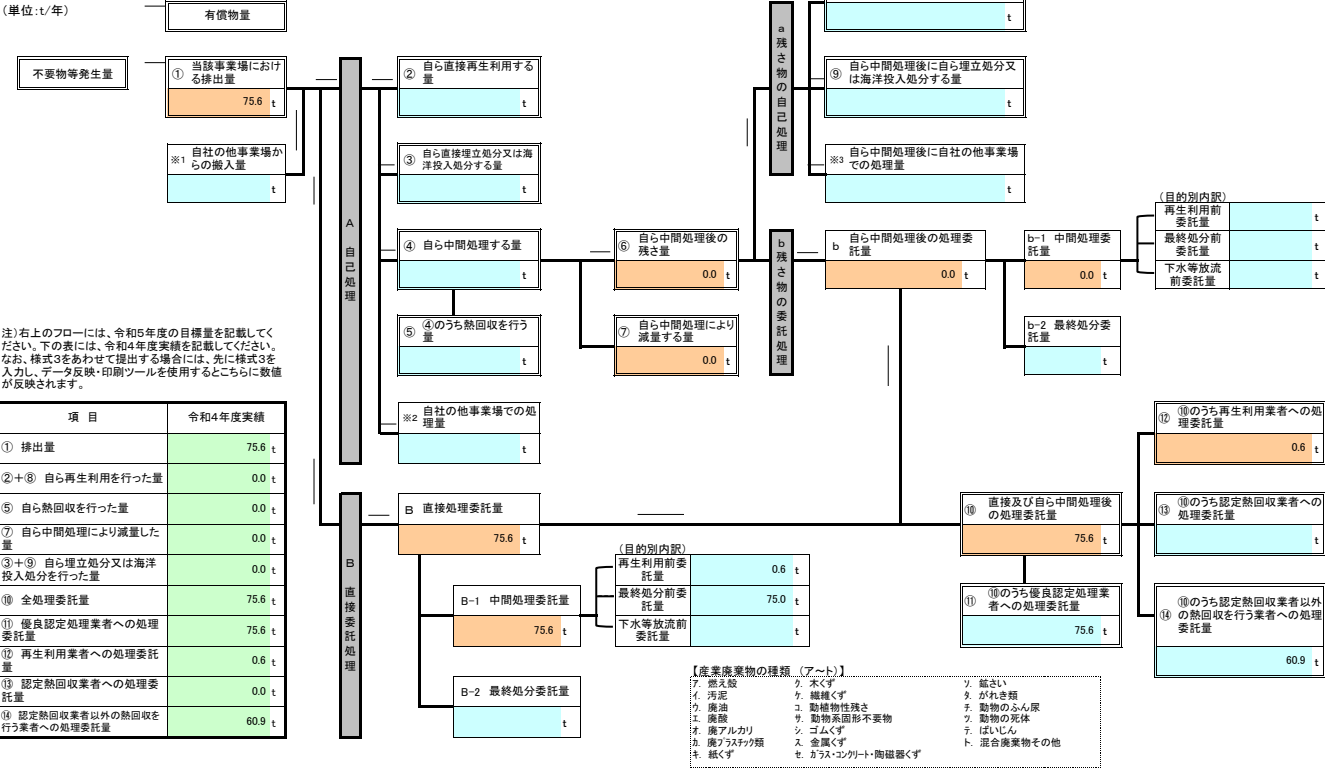 (単位:t/年)
有償物量
t
不要物等発生量
① 当該事業場におけ
る排出量
75.6 t
※1 自社の他事業場か
らの搬入量
t
A 自己処理
② 自ら直接再生利用する
量
t
③ 自ら直接埋立処分又は海
洋投入処分する量
t
④ 自ら中間処理する量
t
⑤ ④のうち熱回収を行う
量
t
※2 自社の他事業場での処
理量
t
⑥ 自ら中間処理後の
残さ量
0.0 t
⑦ 自ら中間処理により
減量する量
0.0 t
a 残さ物の自己処理
⑨ 自ら中間処理後に自ら埋立処分又
は海洋投入処分する量
t
※3 自ら中間処理後に自社の他事業場
での処理量
t
b 残さ物の委託処理
b 自ら中間処理後の処理委
託量
0.0 t
b-1 中間処理委
託量
0.0 t
b-2 最終処分委
託量
t
(目的別内訳)
再生利用前
委託量
t
最終処分前
委託量
t
下水等放流
前委託量
t
注)右上のフローには、令和5年度の目標量を記載してく
ださい。下の表には、令和4年度実績を記載してください。
なお、様式3をあわせて提出する場合には、先に様式3を
入力し、データ反映・印刷ツールを使用するとこちらに数値
が反映されます。
項 目 令和4年度実績
① 排出量 75.6 t
②+⑧ 自ら再生利用を行った量 0.0 t
⑤ 自ら熱回収を行った量 0.0 t
⑦ 自ら中間処理により減量した
量 0.0 t
③+⑨ 自ら埋立処分又は海洋
投入処分を行った量 0.0 t
⑩ 全処理委託量 75.6 t
⑪ 優良認定処理業者への処理
委託量 75.6 t
⑫ 再生利用業者への処理委託
量 0.6 t
⑬ 認定熱回収業者への処理委
託量 0.0 t
⑭ 認定熱回収業者以外の熱回収を
行う業者への処理委託量 60.9 t
B 直接委託処理
B 直接処理委託量
75.6 t
B-1 中間処理委託量
75.6 t
B-2 最終処分委託量
t
(目的別内訳)
再生利用前委
託量 0.6 t
最終処分前委
託量 75.0 t
下水等放流前
委託量 t
⑩ 直接及び自ら中間処理後
の処理委託量
75.6 t
⑪ ⑩のうち優良認定処理業
者への処理委託量
75.6 t
⑫ ⑩のうち再生利用業者への処
理委託量
0.6 t
⑬ ⑩のうち認定熱回収業者への
処理委託量
t
⑭ ⑩のうち認定熱回収業者以外
の熱回収を行う業者への処理
委託量
60.9 t
【産業廃棄物の種類 (ア~ト)】
ア. 燃え殻 ク. 木くず ソ. 鉱さい
イ. 汚泥 ケ. 繊維くず タ. がれき類
ウ. 廃油 コ. 動植物性残さ チ. 動物のふん尿
エ. 廃酸 サ. 動物系固形不要物 ツ. 動物の死体
オ. 廃アルカリ シ. ゴムくず テ. ばいじん
カ. 廃プラスチック類 ス. 金属くず ト. 混合廃棄物その他
キ. 紙くず セ. ガラス・コンクリート・陶磁器くず